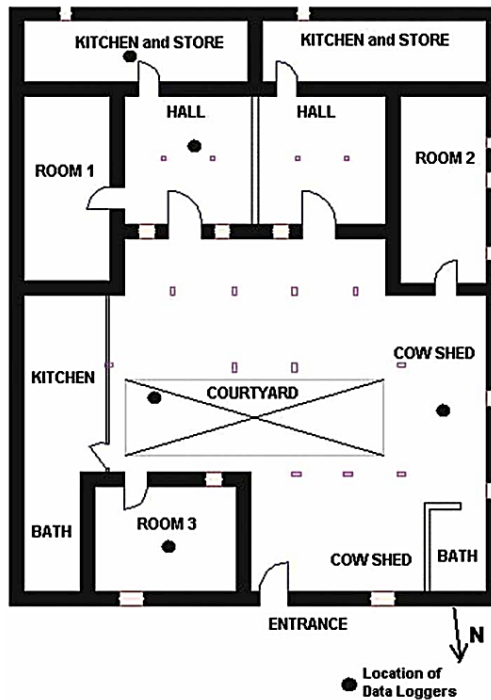 KITCHEN and STORE
KITCHEN and STORE
HALL
HALL
ROOM 1
ROOM 2
COW SHED
KITCHEN
COURTYARD
ROOM 3
BATH
COW SHED
BATH
ENTRANCE
N
Location of
Data Loggers